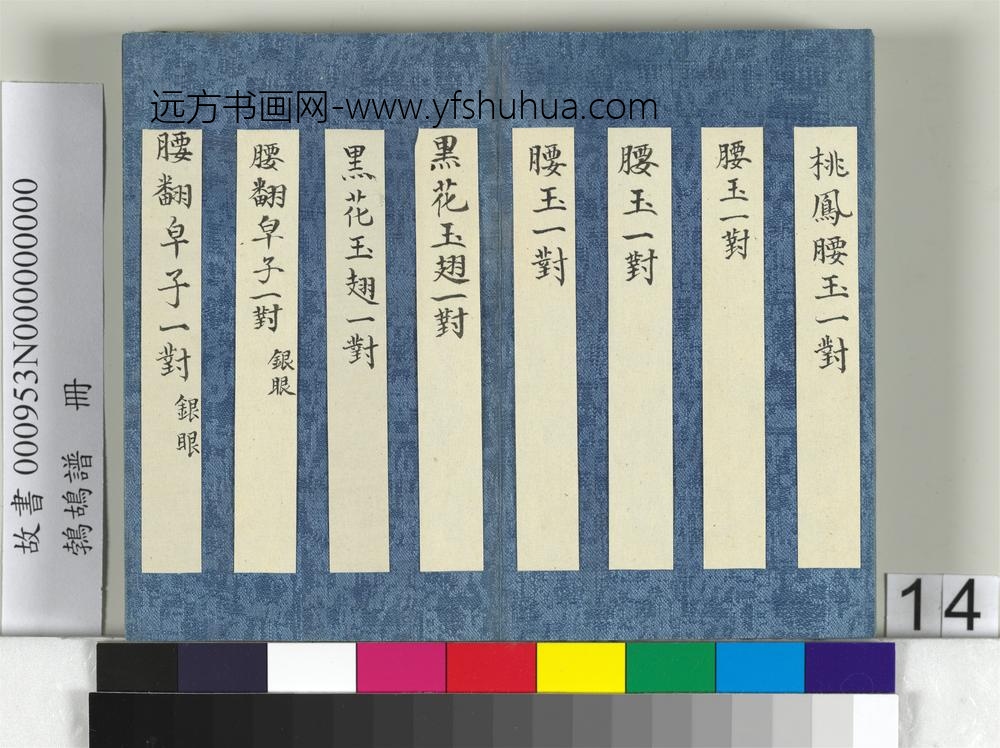 远方书画网-www.yfshuhua.com
桃鳳腰玉一對
腰玉一對
腰玉一對
腰玉一對
黑花玉翅一對
黑花玉翅一對
腰翻皁子一對 銀眼
腰翻皁子一對 銀眼
故書 000953N000000000
鵓鴣譜 冊
14